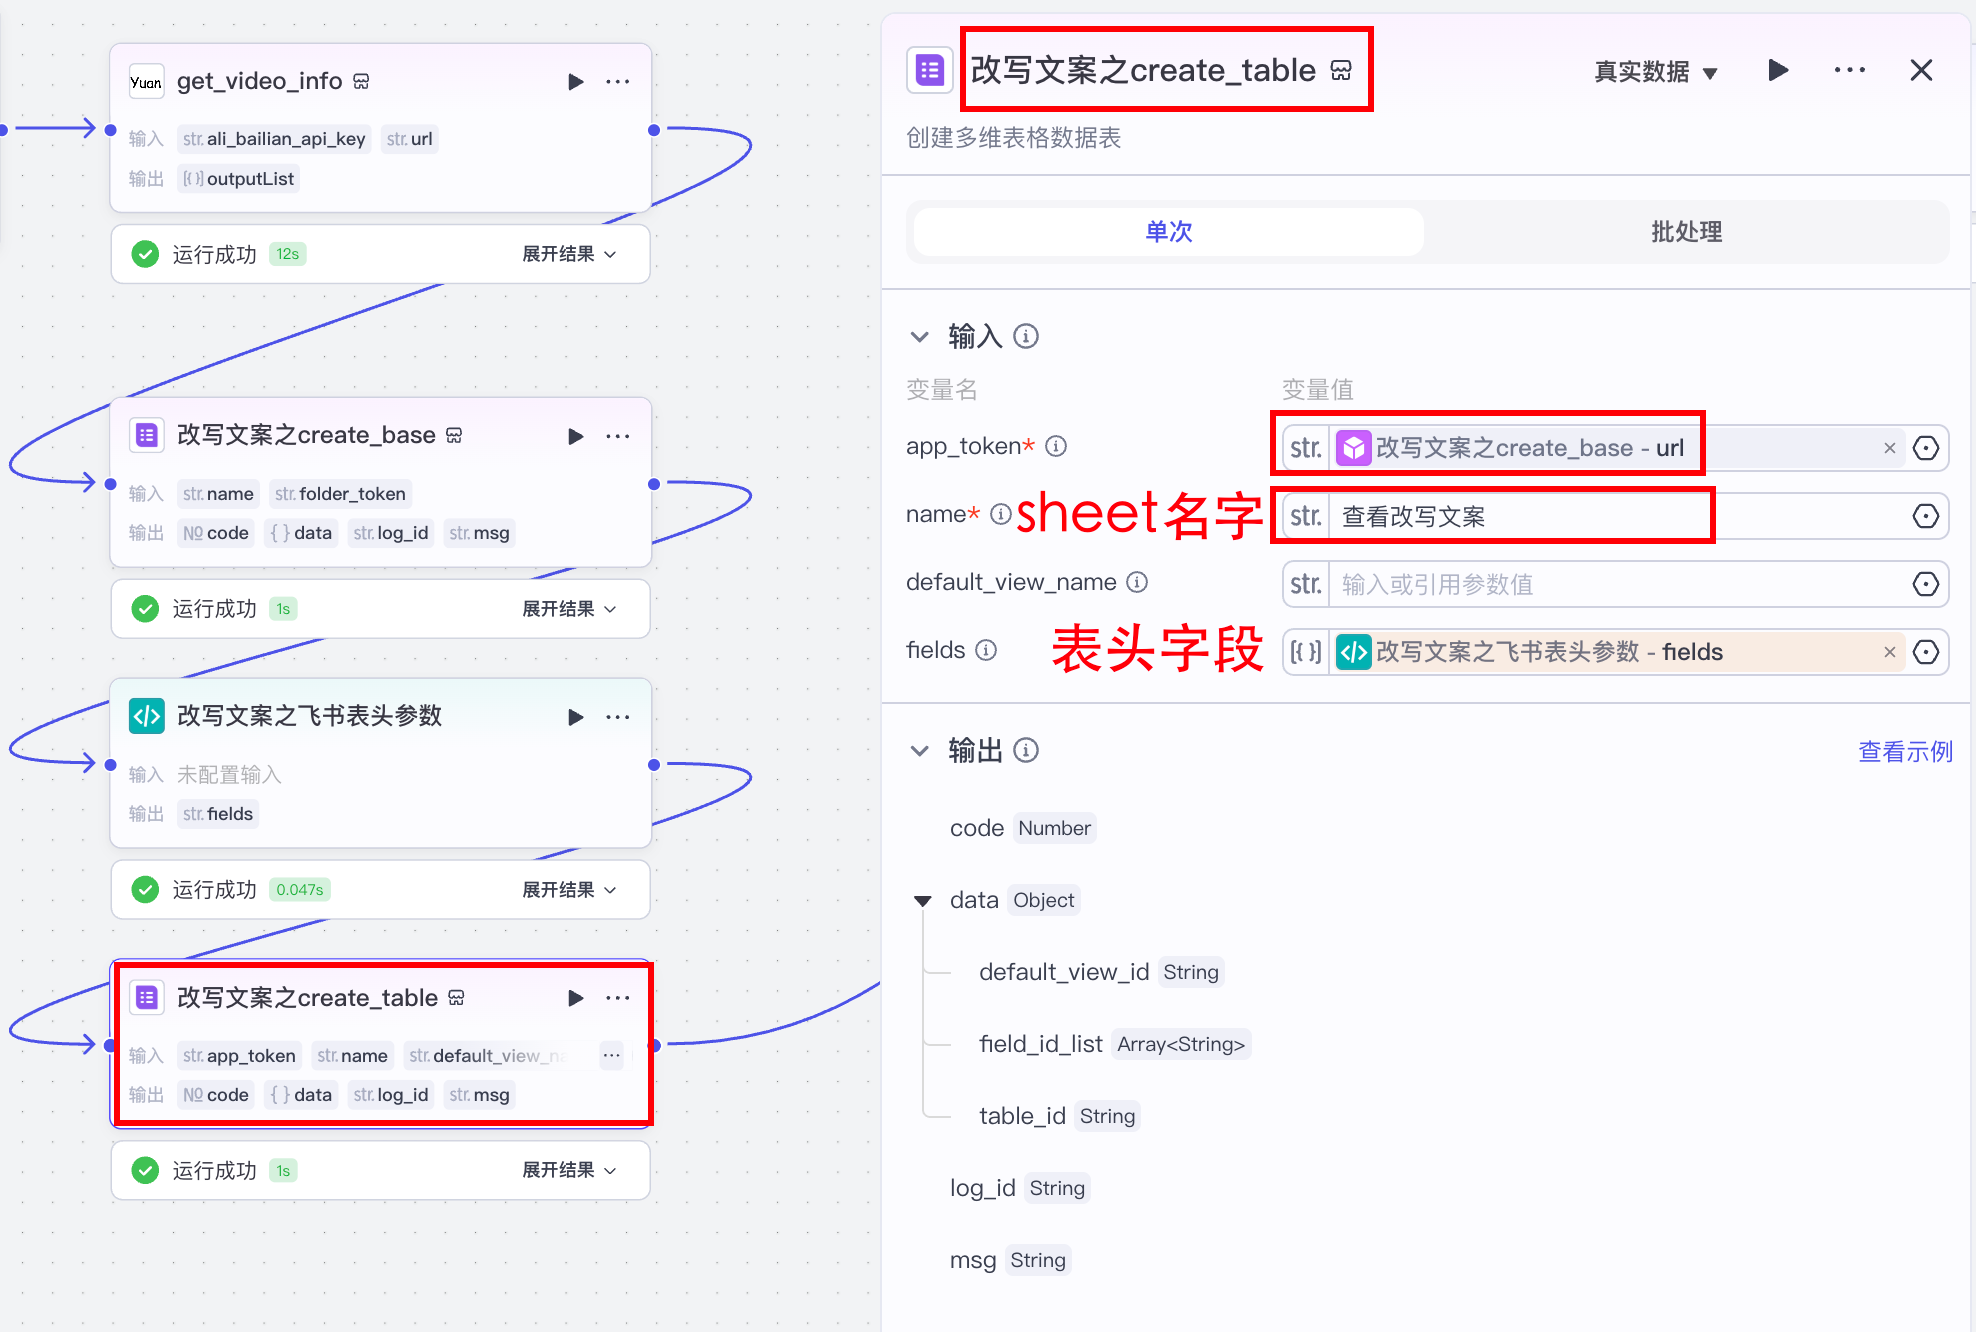 Yuan get_video_info
输入 str.ali_bailian_api_key str.url
输出 [{}] outputList
运行成功 12s 展开结果
改写文案之create_base
输入 str.name str.folder_token
输出 № code { } data str.log_id str.msg
运行成功 1s 展开结果
改写文案之飞书表头参数
输入 未配置输入
输出 str.fields
运行成功 0.047s 展开结果
改写文案之create_table
输入 str.app_token str.name str.default_view_na ···
输出 № code { } data str.log_id str.msg
运行成功 1s 展开结果
改写文案之create_table 真实数据
创建多维表格数据表
单次 批处理
输入
变量名 变量值
app_token* str. 改写文案之create_base - url
name* sheet名字 str. 查看改写文案
default_view_name str. 输入或引用参数值
fields 表头字段 [{}] 改写文案之飞书表头参数 - fields
输出 查看示例
code Number
data Object
default_view_id String
field_id_list Array<String>
table_id String
log_id String
msg String